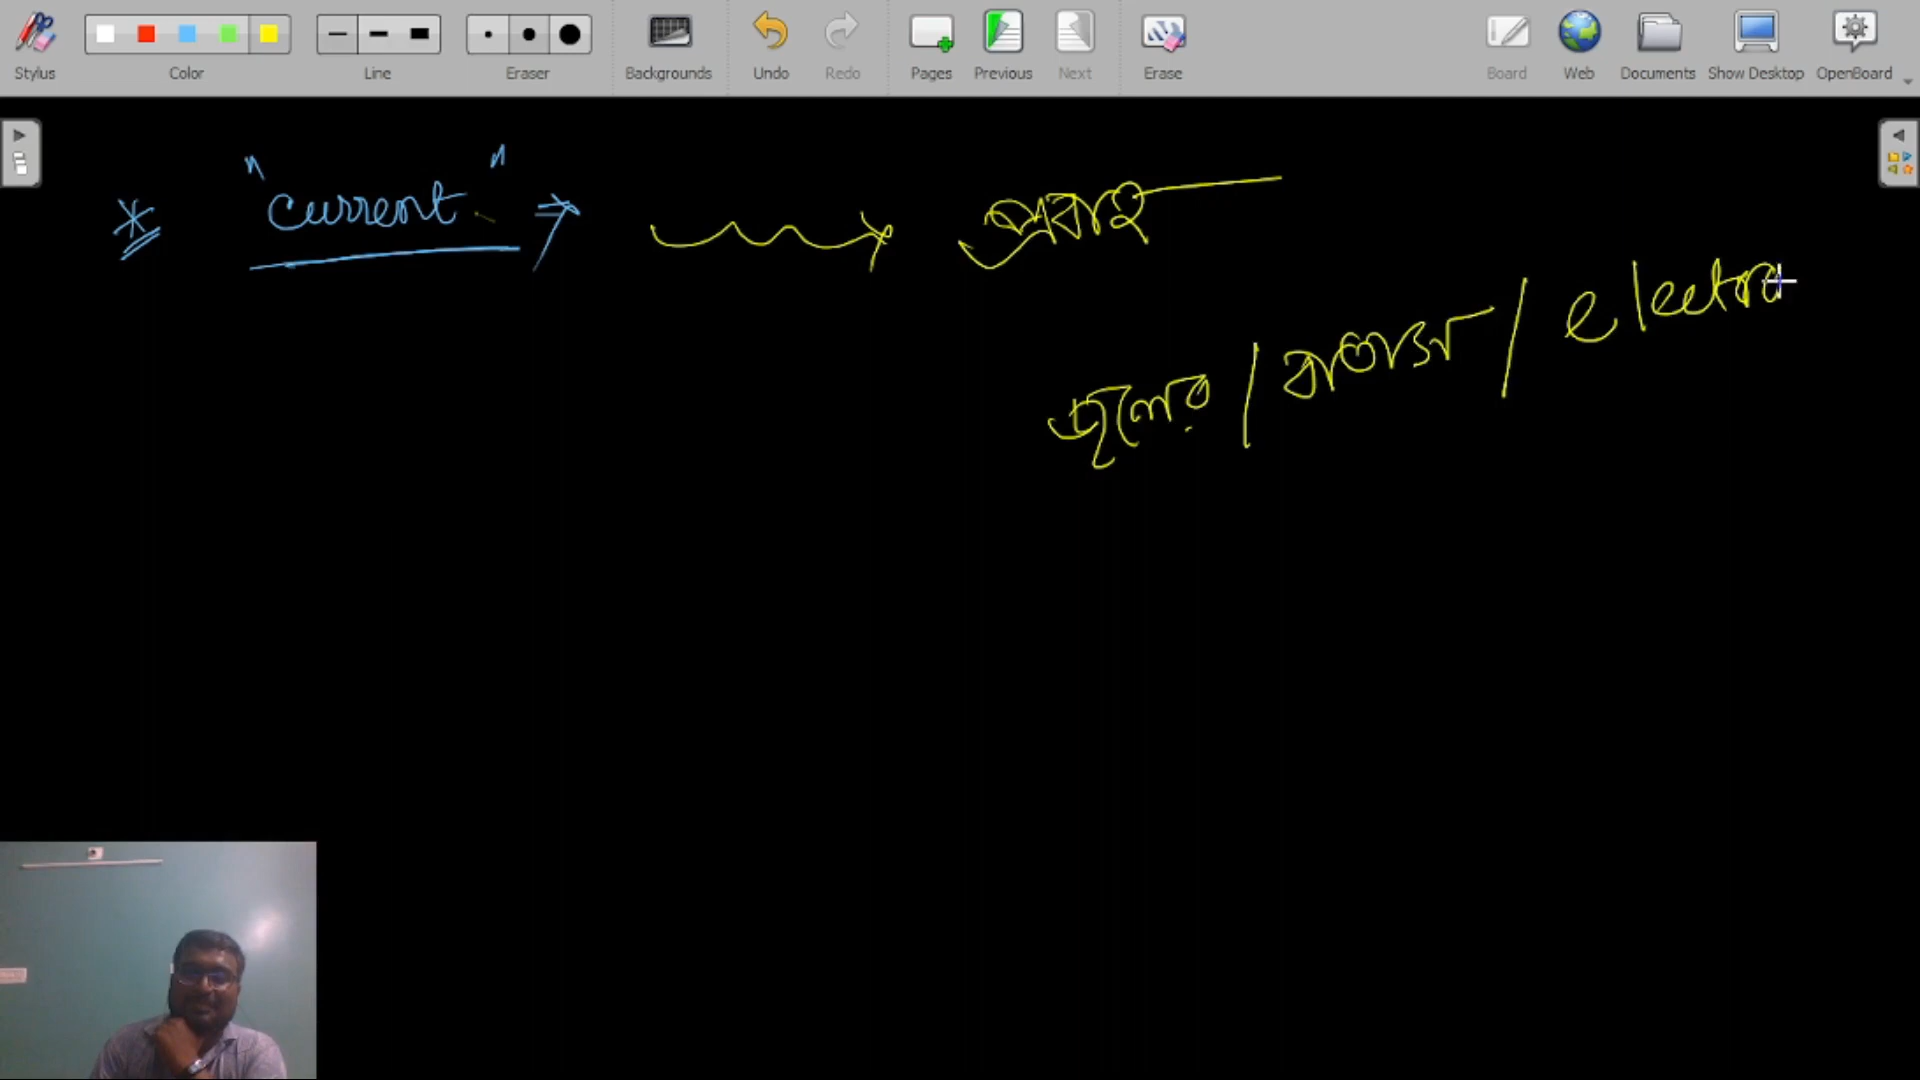 Stylus Color Line Eraser Backgrounds Undo Redo Pages Previous Next Erase Board Web Documents Show Desktop OpenBoard
* "current" ⇒ → প্রবাহ
জলের / বাতাসের / electro